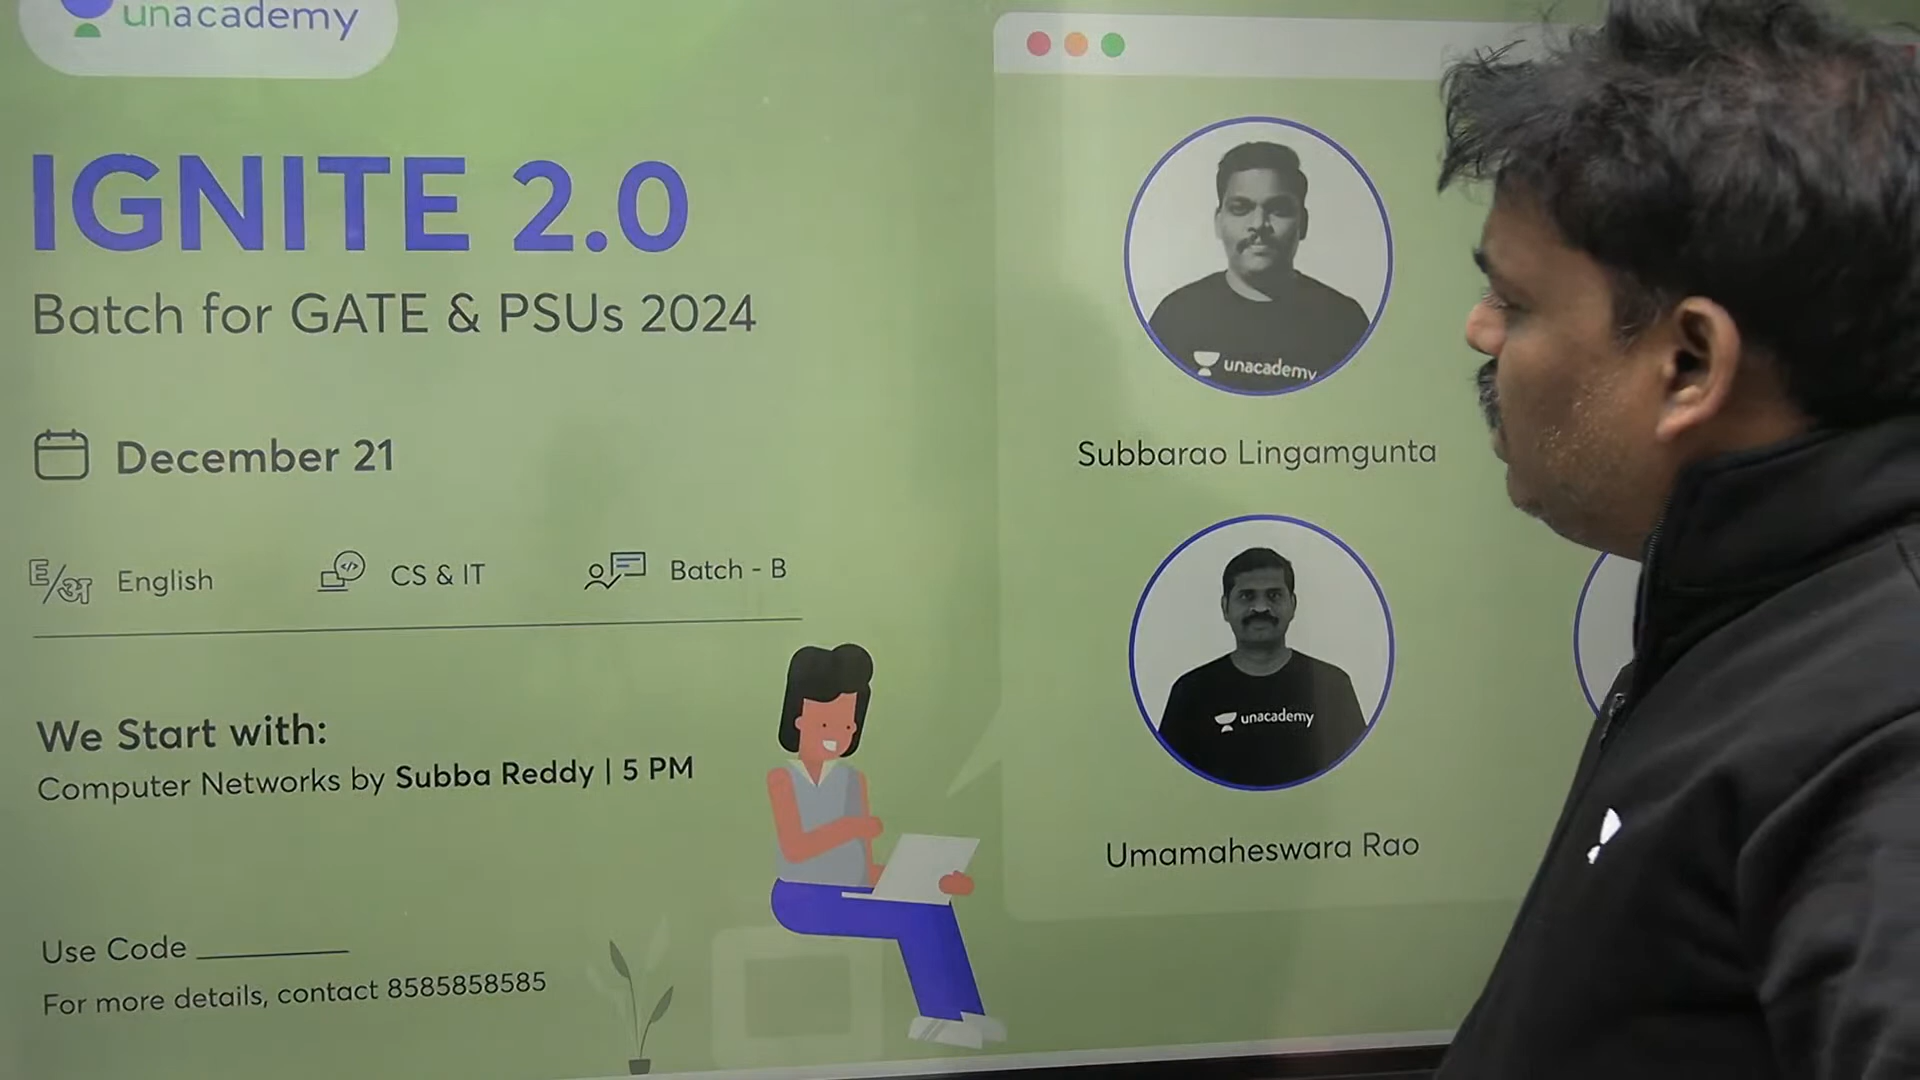 unacademy
IGNITE 2.0
Batch for GATE & PSUs 2024
December 21
E/अ English
CS & IT
Batch - B
We Start with:
Computer Networks by Subba Reddy | 5 PM
Use Code
For more details, contact 8585858585
unacademy
Subbarao Lingamgunta
unacademy
Umamaheswara Rao